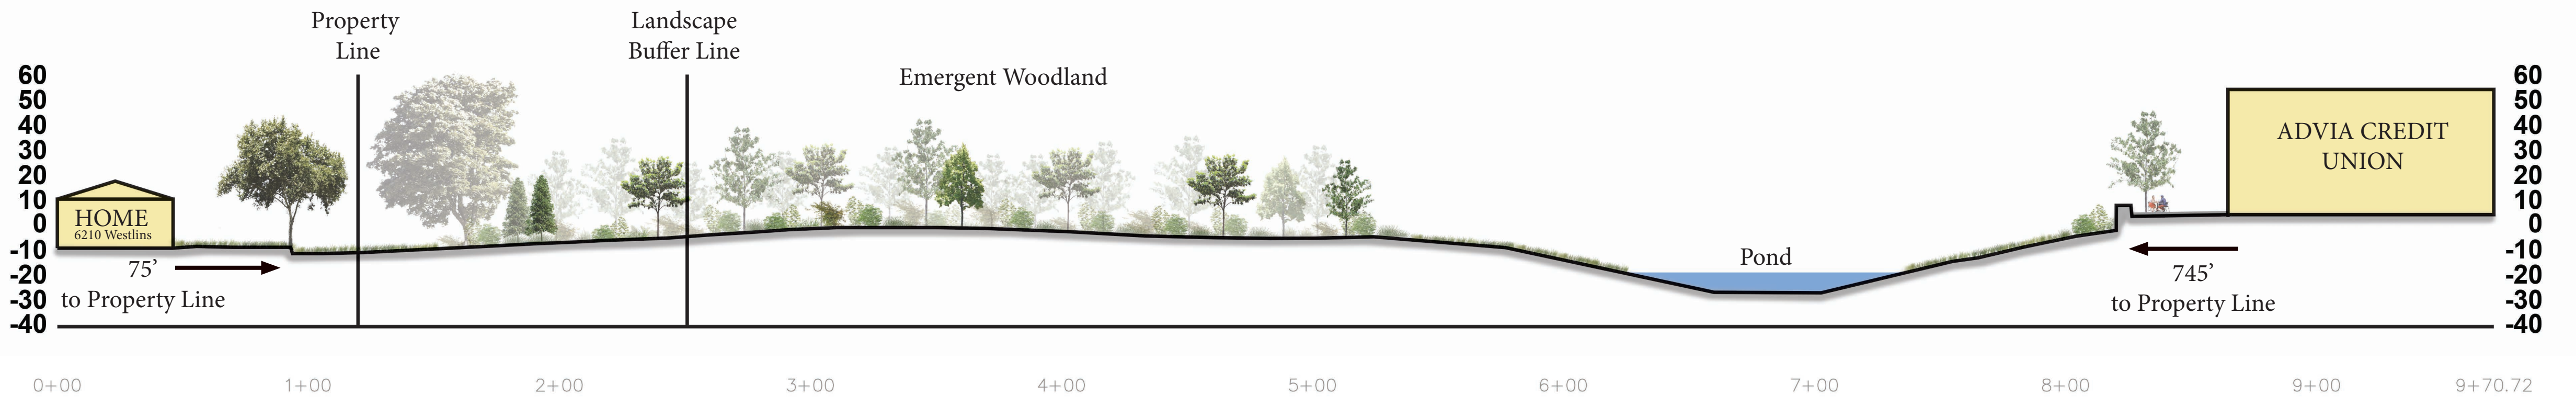 Property
Line
Landscape
Buffer Line
Emergent Woodland
60
50
40
30
20
10
0
-10
-20
-30
-40
HOME
6210 Westlins
75’
to Property Line
Pond
ADVIA CREDIT
UNION
745’
to Property Line
60
50
40
30
20
10
0
-10
-20
-30
-40
0+00 1+00 2+00 3+00 4+00 5+00 6+00 7+00 8+00 9+00 9+70.72